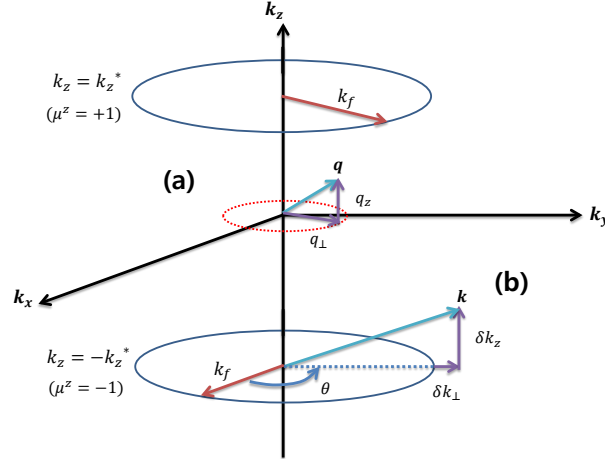 k_z
k_z = k_z^*
(μ^z = +1)
k_f
(a)
q
q_z
q_⊥
k_y
k_x
(b)
k
k_z = −k_z^*
(μ^z = −1)
k_f
θ
δk_z
δk_⊥